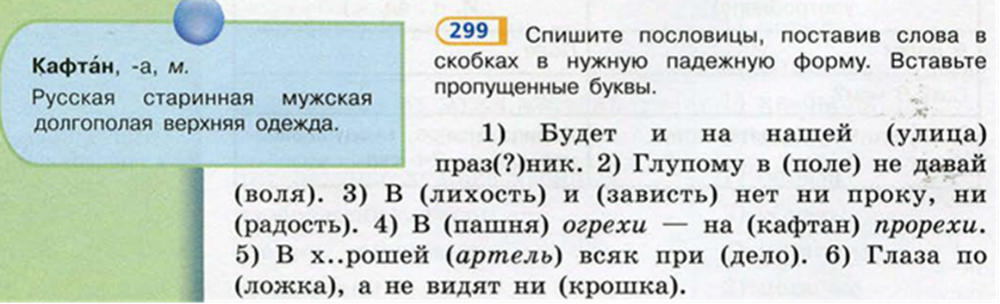 Кафта́н, -а, м.
Русская старинная мужская
долгополая верхняя одежда.
299 Спишите пословицы, поставив слова в
скобках в нужную падежную форму. Вставьте
пропущенные буквы.
1) Будет и на нашей (улица)
праз(?)ник. 2) Глупому в (поле) не давай
(воля). 3) В (лихость) и (зависть) нет ни проку, ни
(радость). 4) В (пашня) огрехи — на (кафтан) прорехи.
5) В х..рошей (артель) всяк при (дело). 6) Глаза по
(ложка), а не видят ни (крошка).